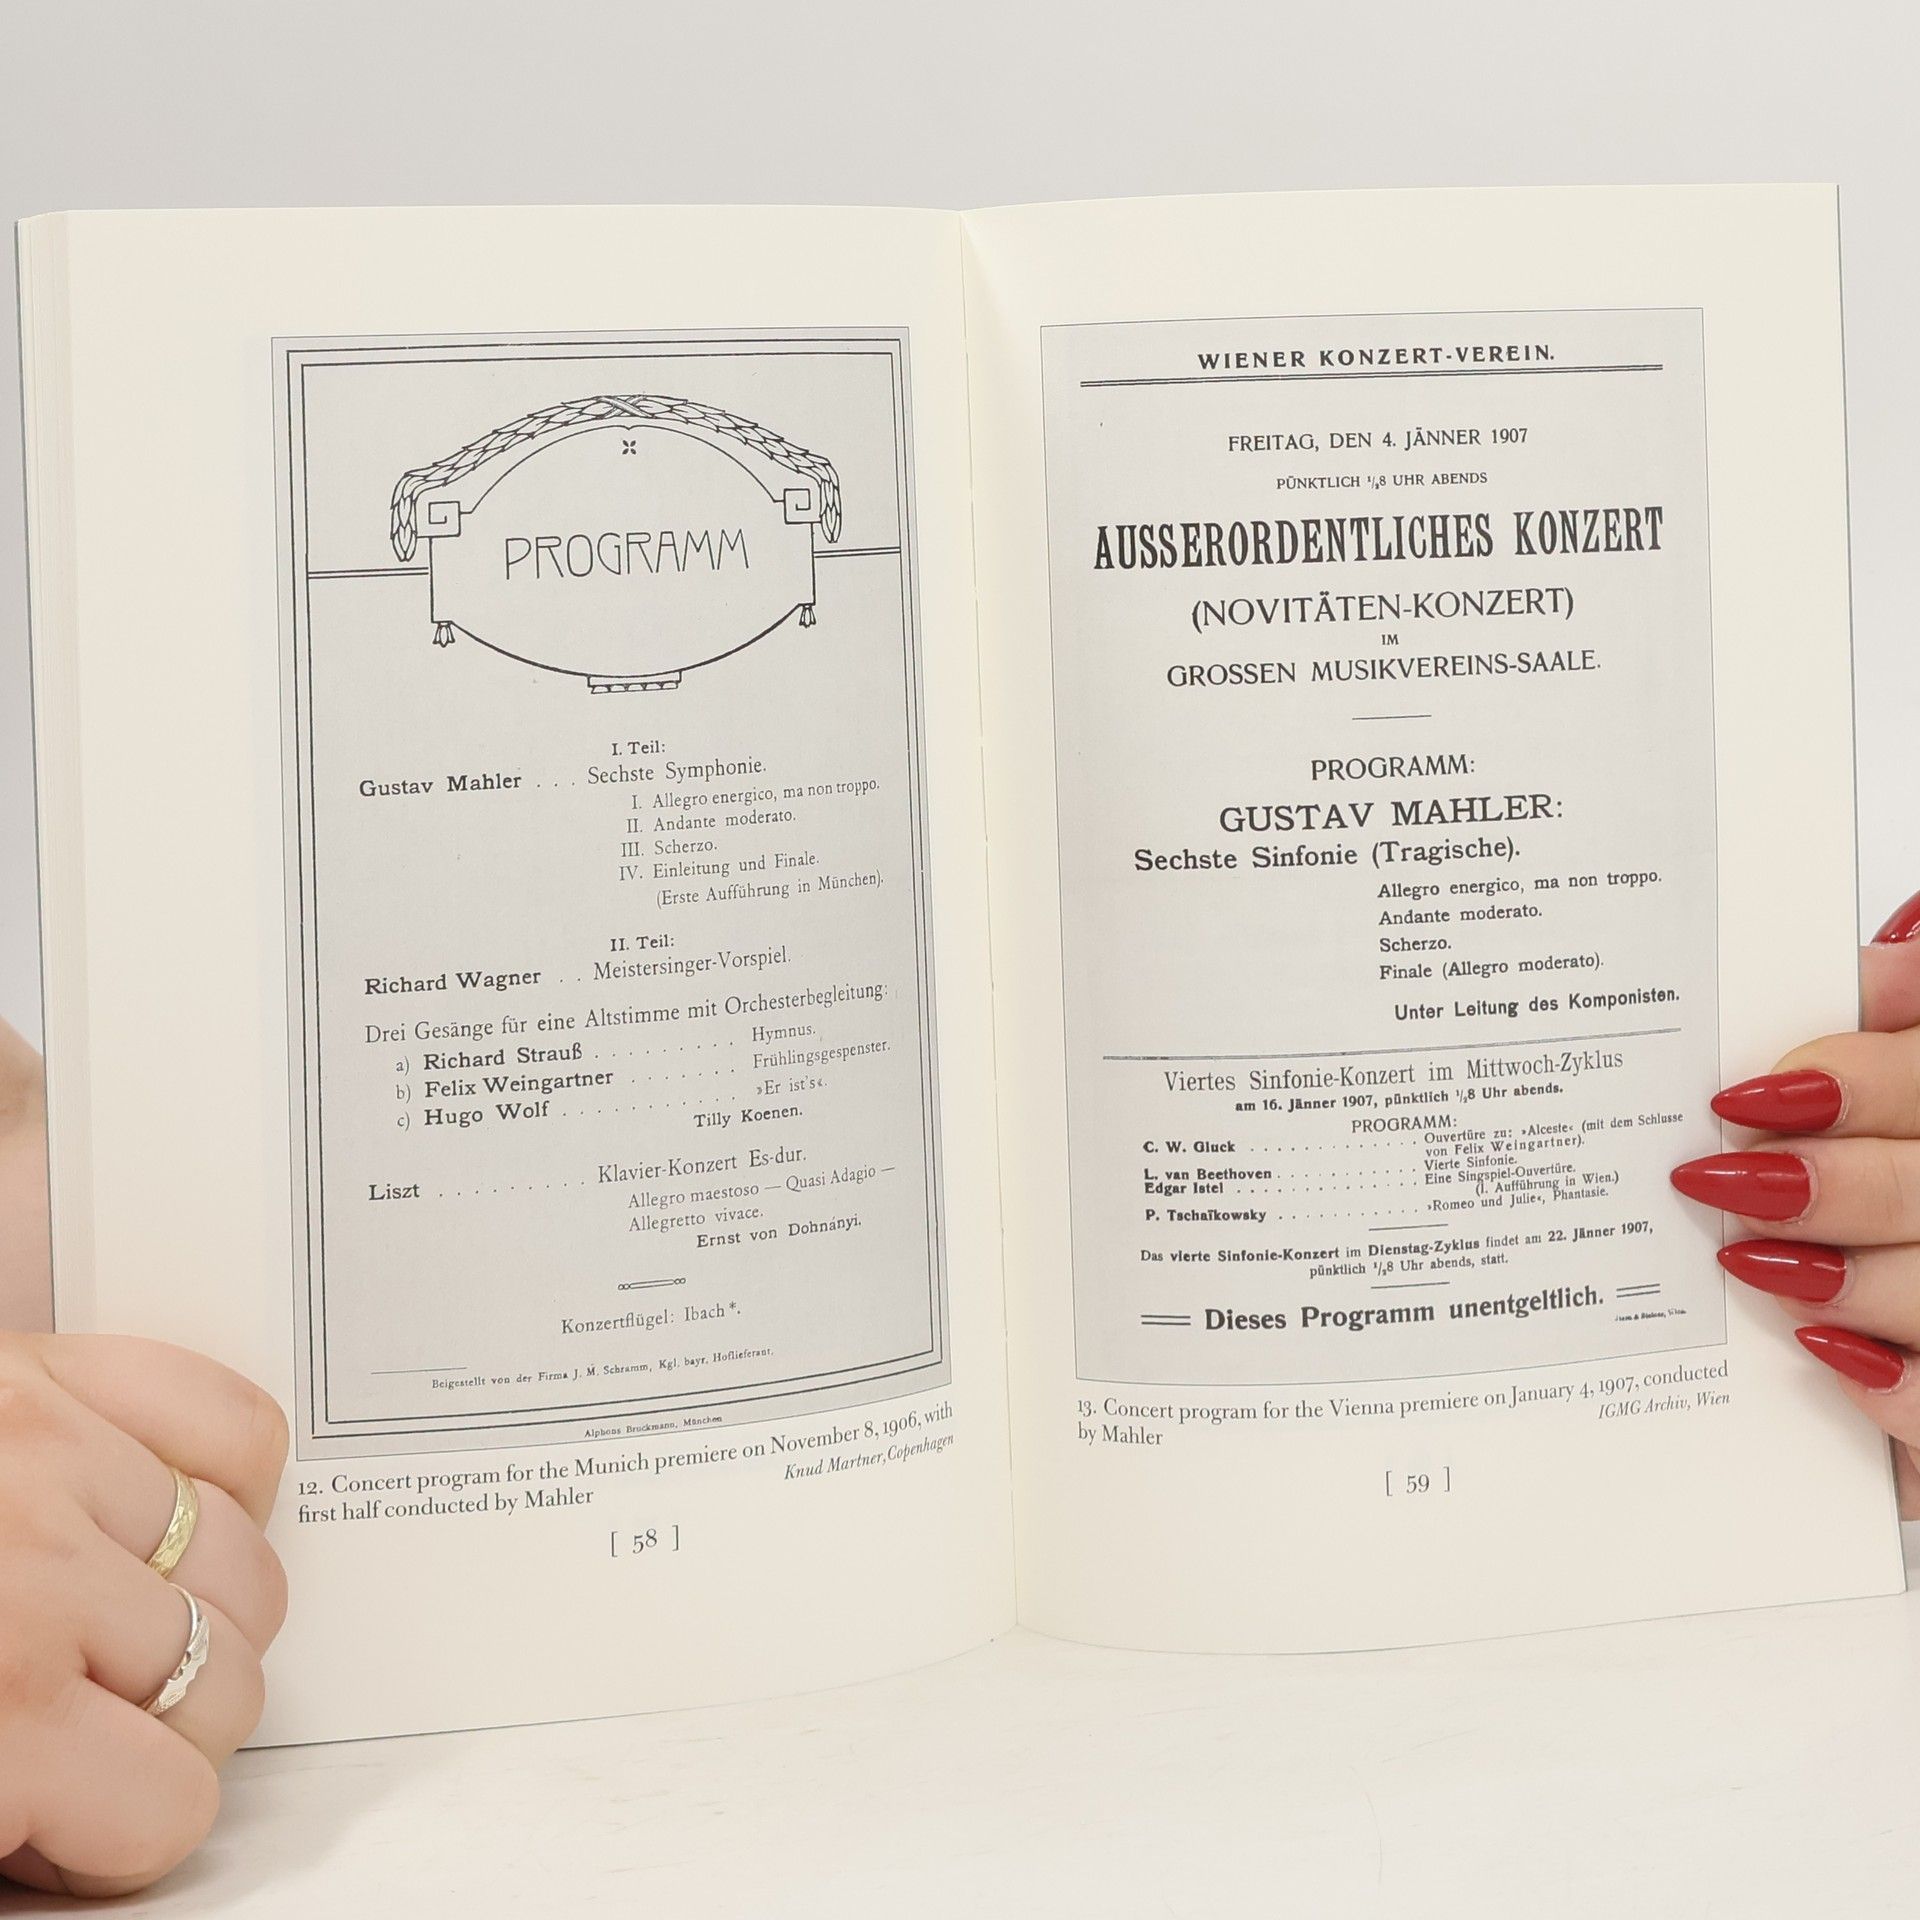 PROGRAMM
I. Teil:
Gustav Mahler . . . Sechste Symphonie.
I. Allegro energico, ma non troppo.
II. Andante moderato.
III. Scherzo.
IV. Einleitung und Finale.
(Erste Aufführung in München).
II. Teil:
Richard Wagner . . Meistersinger-Vorspiel.
Drei Gesänge für eine Altstimme mit Orchesterbegleitung:
a) Richard Strauß . . . . . . . . . Hymnus.
b) Felix Weingartner . . . . . . . Frühlingsgespenster.
c) Hugo Wolf . . . . . . . . . . . »Er ist's«.
Tilly Koenen.
Liszt . . . . . . . . . Klavier-Konzert Es-dur.
Allegro maestoso — Quasi Adagio —
Allegretto vivace.
Ernst von Dohnányi.
Konzertflügel: Ibach*.
Beigestellt von der Firma J. M. Schramm, Kgl. bayr. Hoflieferant.
Alphons Bruckmann, München
12. Concert program for the Munich premiere on November 8, 1906, with
first half conducted by Mahler
Knud Martner, Copenhagen
[ 58 ]
WIENER KONZERT-VEREIN.
FREITAG, DEN 4. JÄNNER 1907
PÜNKTLICH 1/28 UHR ABENDS
AUSSERORDENTLICHES KONZERT
(NOVITÄTEN-KONZERT)
IM
GROSSEN MUSIKVEREINS-SAALE.
PROGRAMM:
GUSTAV MAHLER:
Sechste Sinfonie (Tragische).
Allegro energico, ma non troppo.
Andante moderato.
Scherzo.
Finale (Allegro moderato).
Unter Leitung des Komponisten.
Viertes Sinfonie-Konzert im Mittwoch-Zyklus
am 16. Jänner 1907, pünktlich 1/28 Uhr abends.
PROGRAMM:
C. W. Gluck . . . . . . . . . . . . . Ouvertüre zu: »Alceste« (mit dem Schlusse
von Felix Weingartner).
L. van Beethoven . . . . . . . . . . . Vierte Sinfonie.
Edgar Istel . . . . . . . . . . . . . . Eine Singspiel-Ouvertüre.
(I. Aufführung in Wien.)
P. Tschaïkowsky . . . . . . . . . . . »Romeo und Julie«, Phantasie.
Das vierte Sinfonie-Konzert im Dienstag-Zyklus findet am 22. Jänner 1907,
pünktlich 1/28 Uhr abends, statt.
Dieses Programm unentgeltlich.
13. Concert program for the Vienna premiere on January 4, 1907, conducted
by Mahler
IGMG Archiv, Wien
[ 59 ]